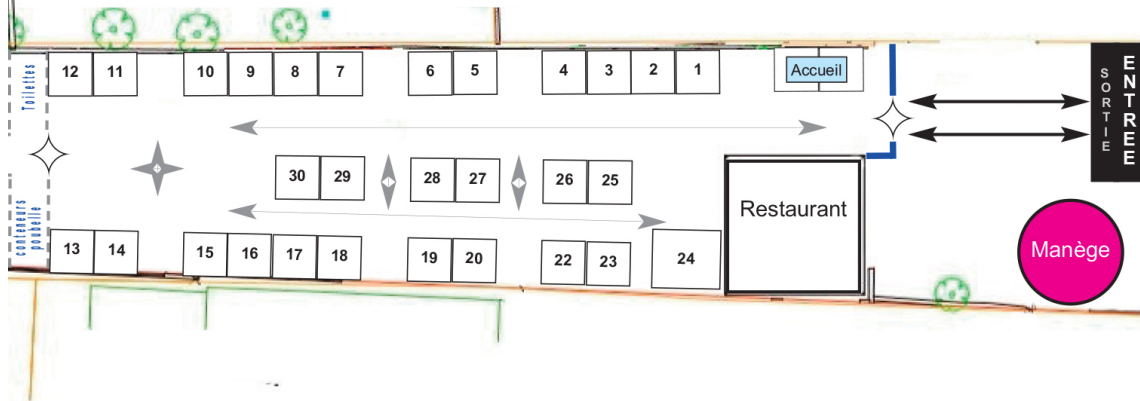 12 11 10 9 8 7 6 5 4 3 2 1 Accueil
Toilettes
SORTIE
ENTREE
30 29 28 27 26 25
Restaurant
conteneurs
poubelle
13 14 15 16 17 18 19 20 22 23 24
Manège